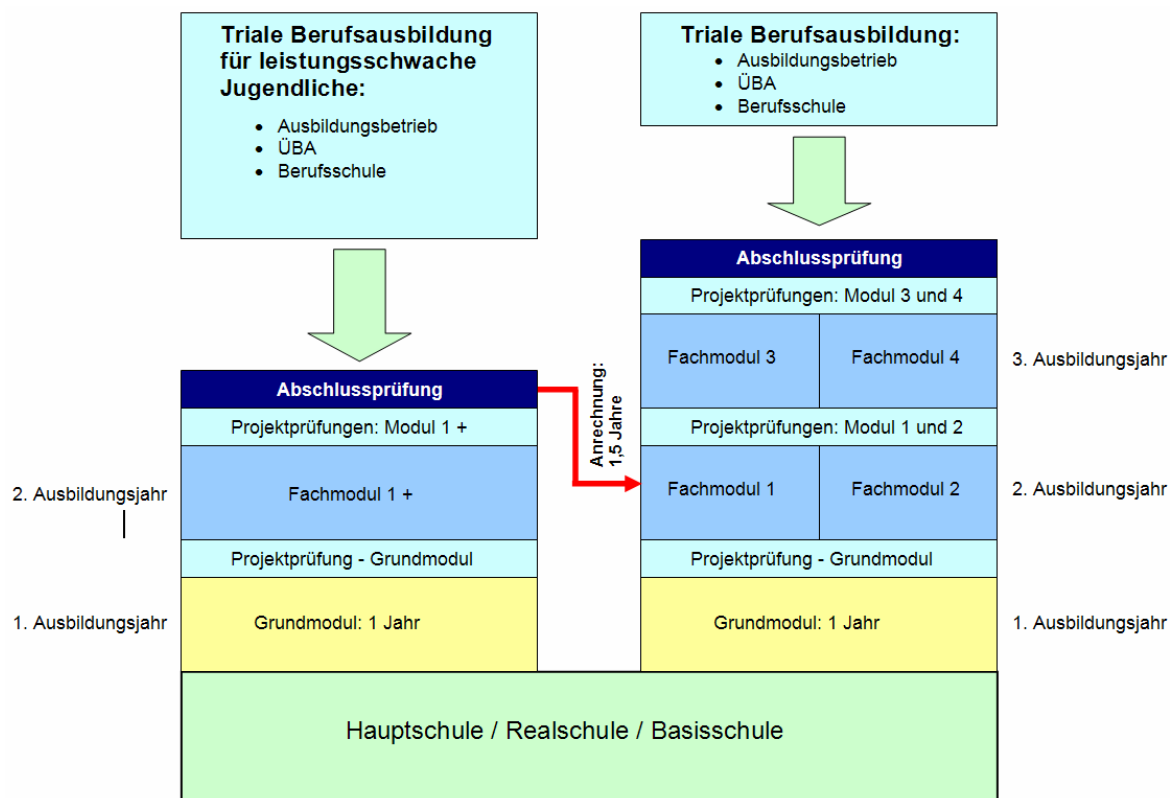 Triale Berufsausbildung
für leistungsschwache
Jugendliche:
• Ausbildungsbetrieb
• ÜBA
• Berufsschule
Triale Berufsausbildung:
• Ausbildungsbetrieb
• ÜBA
• Berufsschule
Abschlussprüfung
Projektprüfungen: Modul 1 +
2. Ausbildungsjahr
Fachmodul 1 +
Projektprüfung - Grundmodul
1. Ausbildungsjahr
Grundmodul: 1 Jahr
Anrechnung:
1,5 Jahre
Abschlussprüfung
Projektprüfungen: Modul 3 und 4
Fachmodul 3
Fachmodul 4
3. Ausbildungsjahr
Projektprüfungen: Modul 1 und 2
Fachmodul 1
Fachmodul 2
2. Ausbildungsjahr
Projektprüfung - Grundmodul
Grundmodul: 1 Jahr
1. Ausbildungsjahr
Hauptschule / Realschule / Basisschule